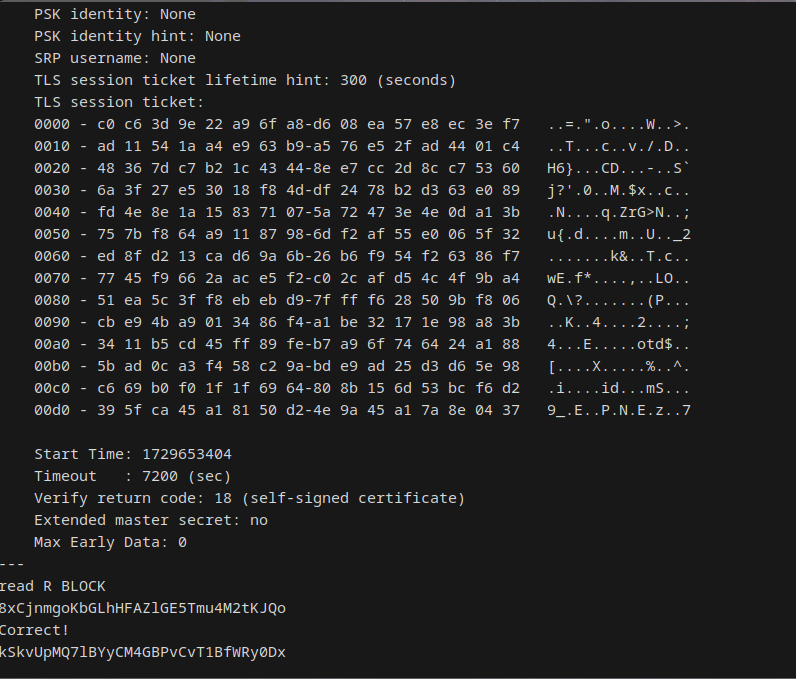 PSK identity: None
PSK identity hint: None
SRP username: None
TLS session ticket lifetime hint: 300 (seconds)
TLS session ticket:
0000 - c0 c6 3d 9e 22 a9 6f a8-d6 08 ea 57 e8 ec 3e f7   ..=.".o....W..>.
0010 - ad 11 54 1a a4 e9 63 b9-a5 76 e5 2f ad 44 01 c4   ..T...c..v./.D..
0020 - 48 36 7d c7 b2 1c 43 44-8e e7 cc 2d 8c c7 53 60   H6}...CD...-..S`
0030 - 6a 3f 27 e5 30 18 f8 4d-df 24 78 b2 d3 63 e0 89   j?'.0..M.$x..c..
0040 - fd 4e 8e 1a 15 83 71 07-5a 72 47 3e 4e 0d a1 3b   .N....q.ZrG>N..;
0050 - 75 7b f8 64 a9 11 87 98-6d f2 af 55 e0 06 5f 32   u{.d....m..U.._2
0060 - ed 8f d2 13 ca d6 9a 6b-26 b6 f9 54 f2 63 86 f7   .......k&..T.c..
0070 - 77 45 f9 66 2a ac e5 f2-c0 2c af d5 4c 4f 9b a4   wE.f*....,..LO..
0080 - 51 ea 5c 3f f8 eb eb d9-7f ff f6 28 50 9b f8 06   Q.\?.......(P...
0090 - cb e9 4b a9 01 34 86 f4-a1 be 32 17 1e 98 a8 3b   ..K..4....2....;
00a0 - 34 11 b5 cd 45 ff 89 fe-b7 a9 6f 74 64 24 a1 88   4...E.....otd$..
00b0 - 5b ad 0c a3 f4 58 c2 9a-bd e9 ad 25 d3 d6 5e 98   [....X.....%..^.
00c0 - c6 69 b0 f0 1f 1f 69 64-80 8b 15 6d 53 bc f6 d2   .i....id...mS...
00d0 - 39 5f ca 45 a1 81 50 d2-4e 9a 45 a1 7a 8e 04 37   9_.E..P.N.E.z..7
Start Time: 1729653404
Timeout   : 7200 (sec)
Verify return code: 18 (self-signed certificate)
Extended master secret: no
Max Early Data: 0
---
read R BLOCK
8xCjnmgoKbGLhHFAZlGE5Tmu4M2tKJQo
Correct!
kSkvUpMQ7lBYyCM4GBPvCvT1BfWRy0Dx